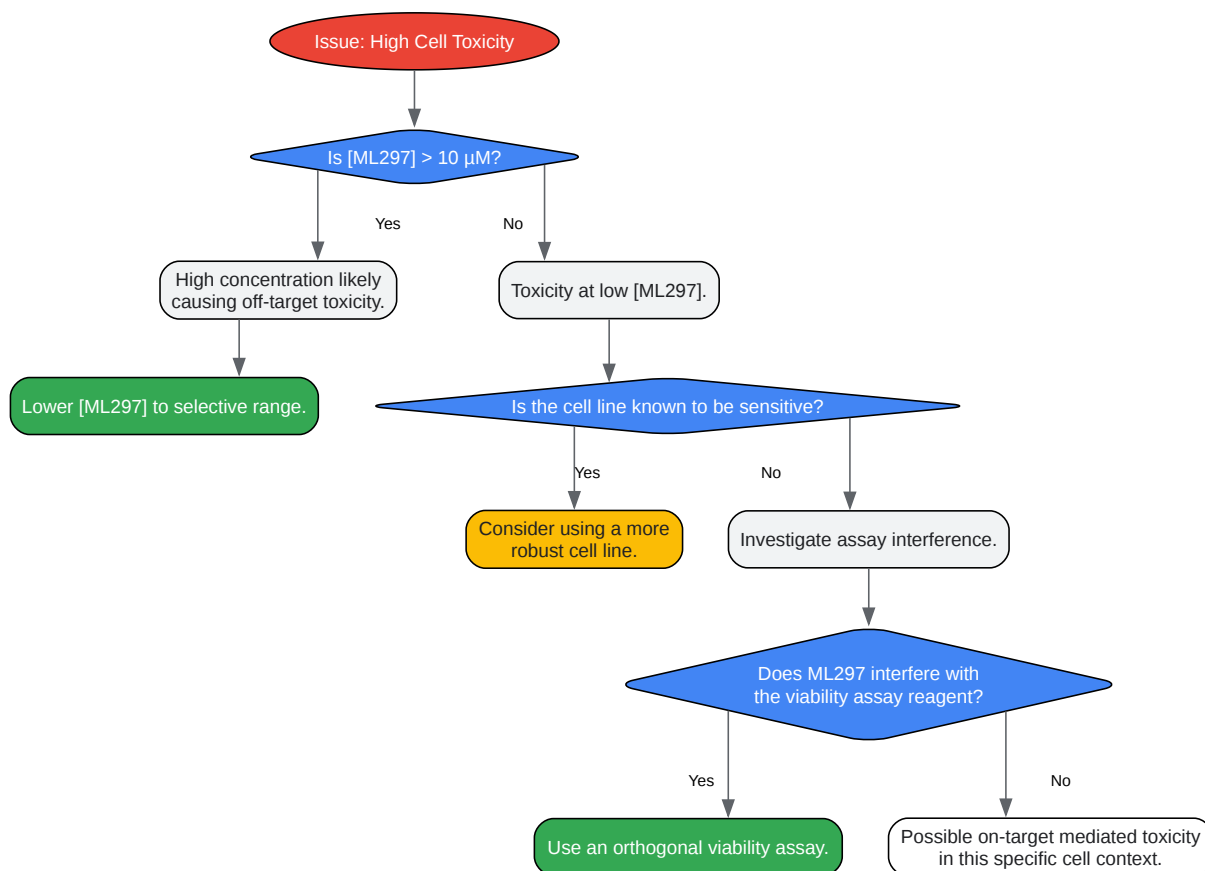 Issue: High Cell Toxicity
Is [ML297] > 10 µM?
Yes
No
High concentration likely
causing off-target toxicity.
Toxicity at low [ML297].
Lower [ML297] to selective range.
Is the cell line known to be sensitive?
Yes
No
Consider using a more
robust cell line.
Investigate assay interference.
Does ML297 interfere with
the viability assay reagent?
Yes
No
Use an orthogonal viability assay.
Possible on-target mediated toxicity
in this specific cell context.